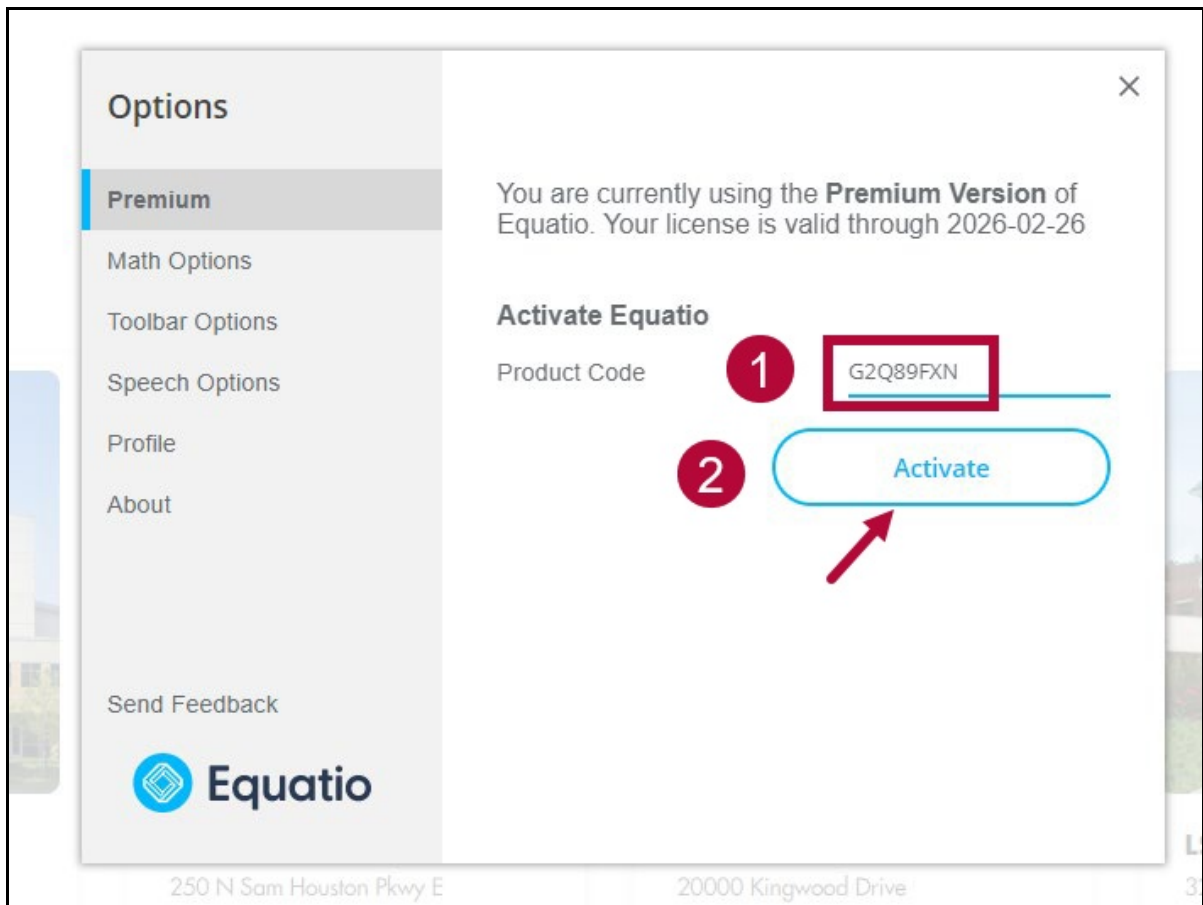 Options
Premium
Math Options
Toolbar Options
Speech Options
Profile
About
Send Feedback
Equatio
You are currently using the Premium Version of
Equatio. Your license is valid through 2026-02-26
Activate Equatio
Product Code
1
G2Q89FXN
2
Activate
250 N Sam Houston Pkwy E
20000 Kingwood Drive